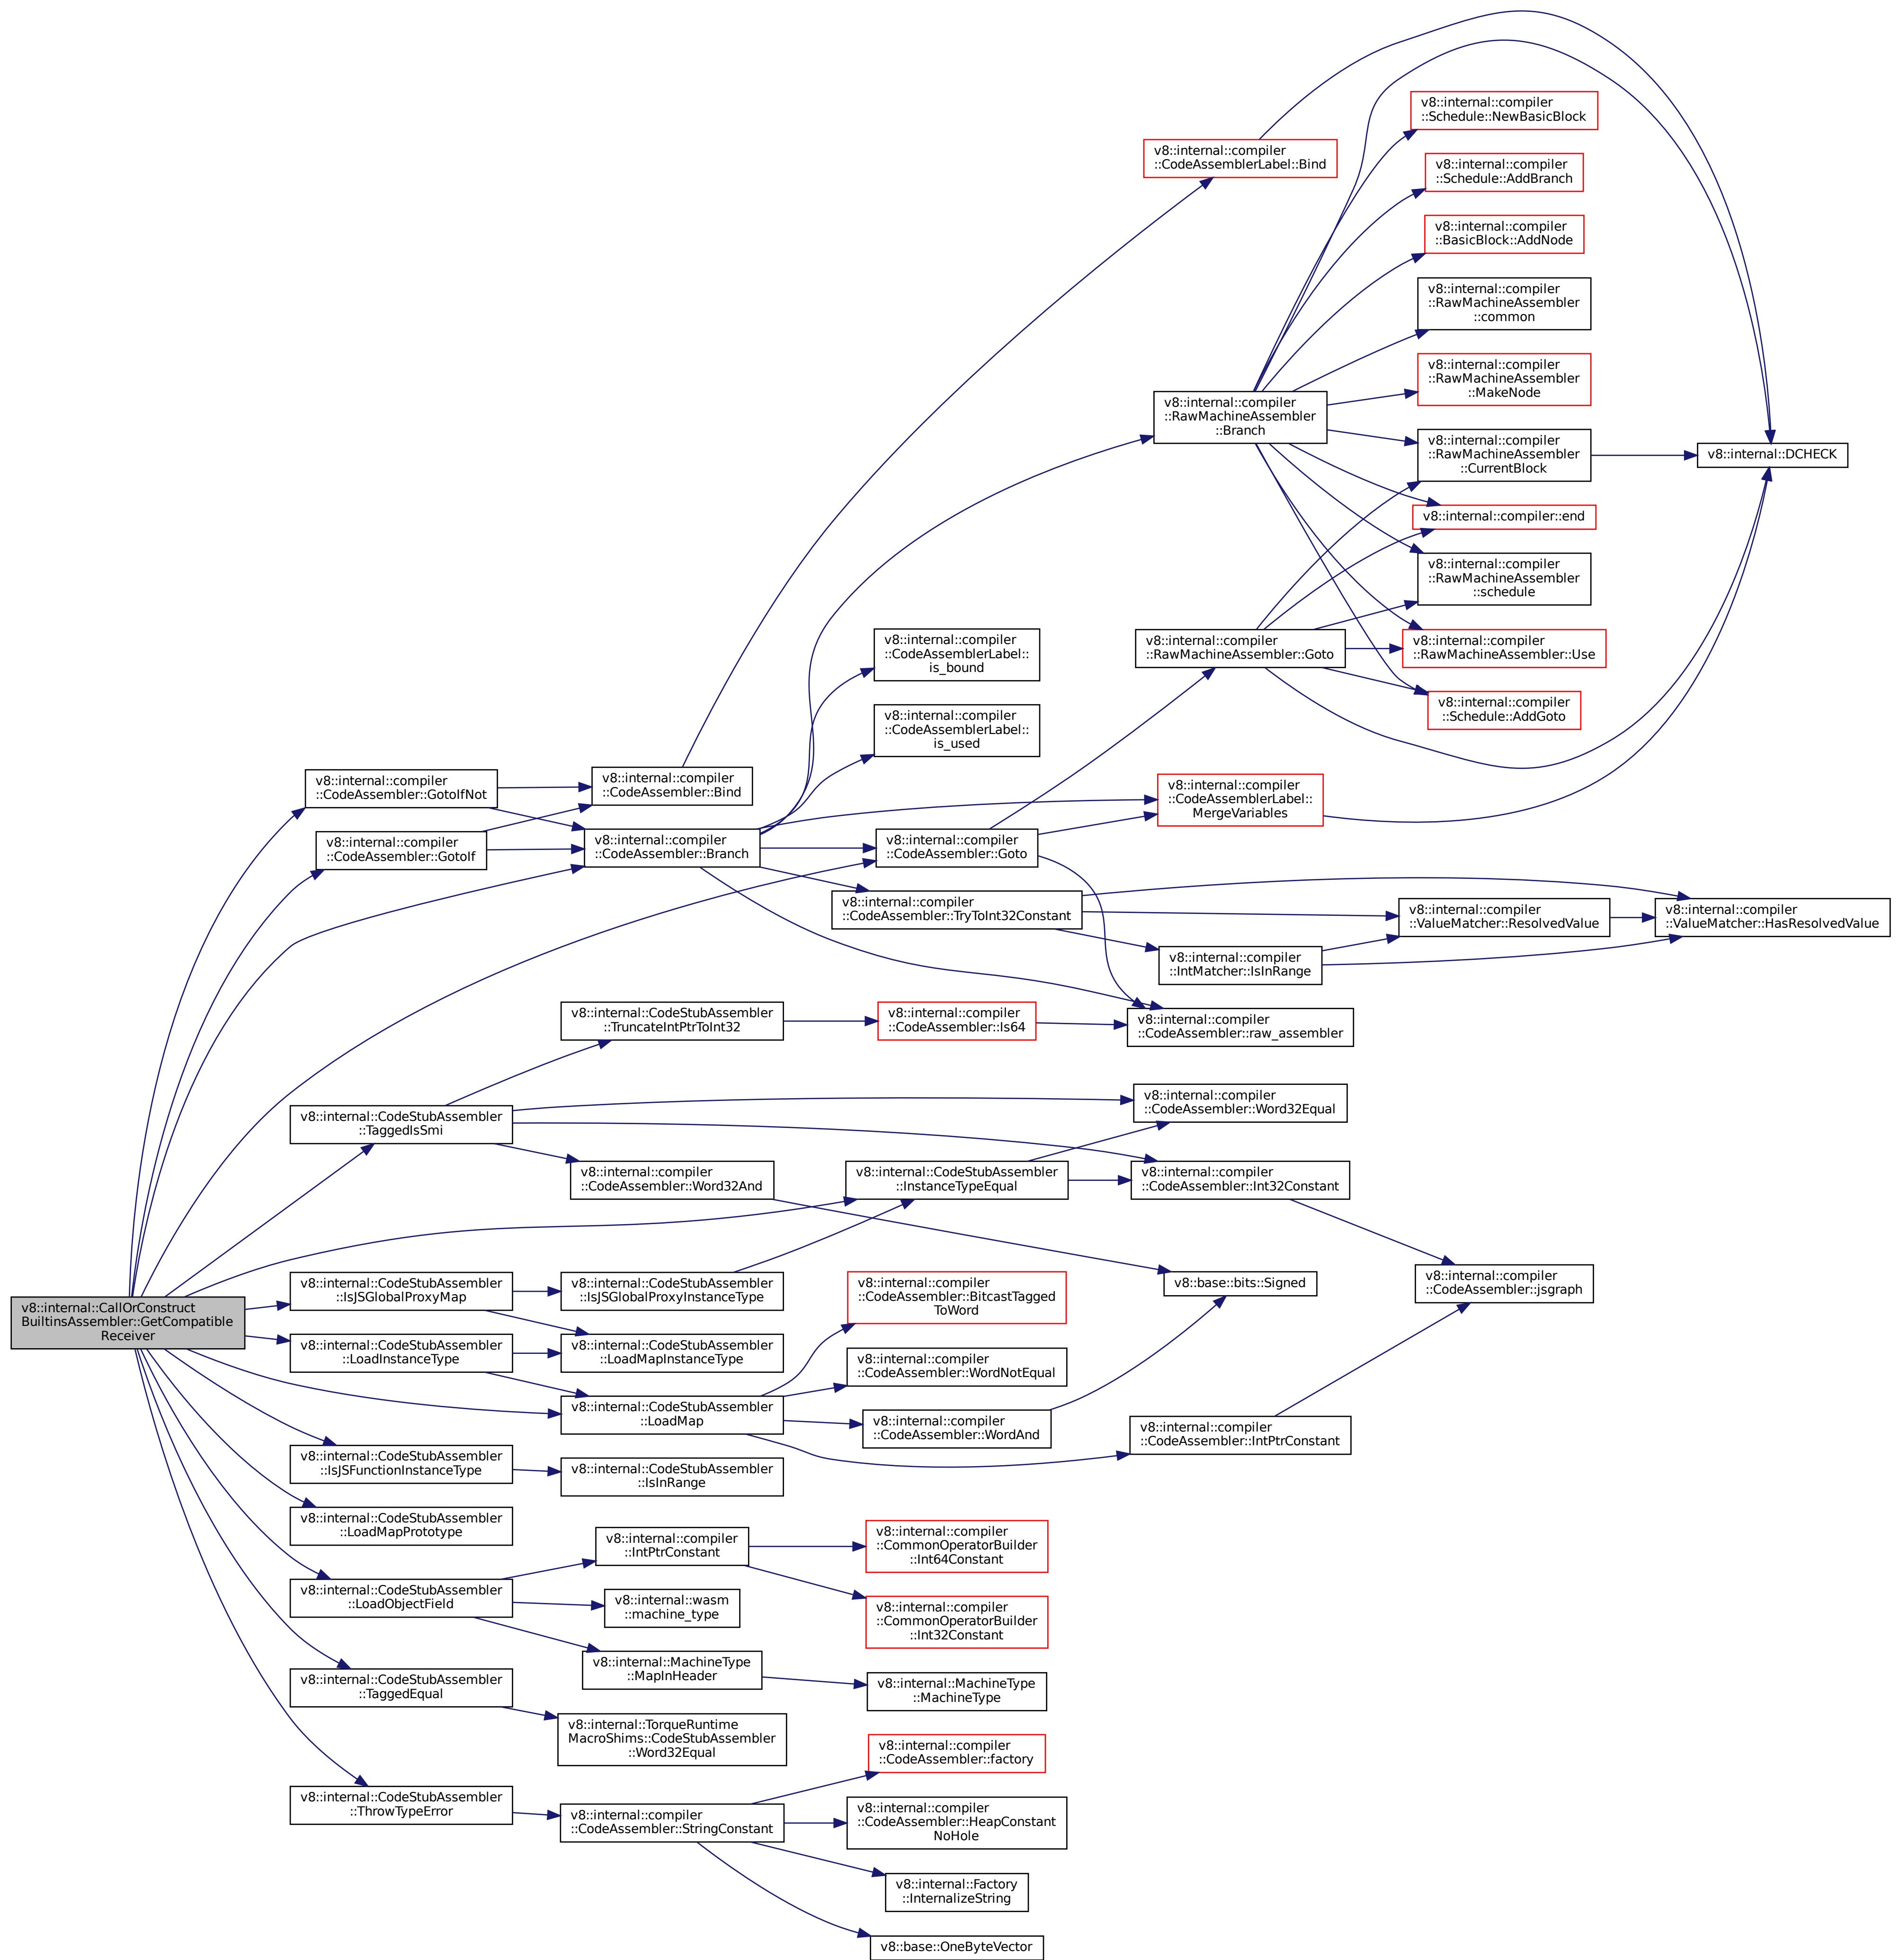 v8::internal::CallOrConstruct
BuiltinsAssembler::GetCompatible
Receiver
v8::internal::compiler
::CodeAssembler::GotoIfNot
v8::internal::compiler
::CodeAssembler::GotoIf
v8::internal::CodeStubAssembler
::TaggedIsSmi
v8::internal::CodeStubAssembler
::IsJSGlobalProxyMap
v8::internal::CodeStubAssembler
::LoadInstanceType
v8::internal::CodeStubAssembler
::IsJSFunctionInstanceType
v8::internal::CodeStubAssembler
::LoadMapPrototype
v8::internal::CodeStubAssembler
::LoadObjectField
v8::internal::CodeStubAssembler
::TaggedEqual
v8::internal::CodeStubAssembler
::ThrowTypeError
v8::internal::compiler
::CodeAssembler::Bind
v8::internal::compiler
::CodeAssembler::Branch
v8::internal::CodeStubAssembler
::TruncateIntPtrToInt32
v8::internal::compiler
::CodeAssembler::Word32And
v8::internal::CodeStubAssembler
::IsJSGlobalProxyInstanceType
v8::internal::CodeStubAssembler
::LoadMapInstanceType
v8::internal::CodeStubAssembler
::LoadMap
v8::internal::CodeStubAssembler
::IsInRange
v8::internal::compiler
::IntPtrConstant
v8::internal::wasm
::machine_type
v8::internal::MachineType
::MapInHeader
v8::internal::TorqueRuntime
MacroShims::CodeStubAssembler
::Word32Equal
v8::internal::compiler
::CodeAssembler::StringConstant
v8::internal::compiler
::CodeAssemblerLabel::
is_bound
v8::internal::compiler
::CodeAssemblerLabel::
is_used
v8::internal::compiler
::CodeAssembler::Goto
v8::internal::compiler
::CodeAssembler::TryToInt32Constant
v8::internal::compiler
::CodeAssembler::Is64
v8::internal::CodeStubAssembler
::InstanceTypeEqual
v8::internal::compiler
::CodeAssembler::BitcastTagged
ToWord
v8::internal::compiler
::CodeAssembler::WordNotEqual
v8::internal::compiler
::CodeAssembler::WordAnd
v8::internal::compiler
::CommonOperatorBuilder
::Int64Constant
v8::internal::compiler
::CommonOperatorBuilder
::Int32Constant
v8::internal::MachineType
::MachineType
v8::internal::compiler
::CodeAssembler::factory
v8::internal::compiler
::CodeAssembler::HeapConstant
NoHole
v8::internal::Factory
::InternalizeString
v8::base::OneByteVector
v8::internal::compiler
::CodeAssemblerLabel::Bind
v8::internal::compiler
::RawMachineAssembler
::Branch
v8::internal::compiler
::RawMachineAssembler::Goto
v8::internal::compiler
::CodeAssemblerLabel::
MergeVariables
v8::internal::compiler
::IntMatcher::IsInRange
v8::internal::compiler
::CodeAssembler::raw_assembler
v8::internal::compiler
::CodeAssembler::Word32Equal
v8::internal::compiler
::CodeAssembler::Int32Constant
v8::base::bits::Signed
v8::internal::compiler
::CodeAssembler::IntPtrConstant
v8::internal::compiler
::Schedule::NewBasicBlock
v8::internal::compiler
::Schedule::AddBranch
v8::internal::compiler
::BasicBlock::AddNode
v8::internal::compiler
::RawMachineAssembler
::common
v8::internal::compiler
::RawMachineAssembler
::MakeNode
v8::internal::compiler
::RawMachineAssembler
::CurrentBlock
v8::internal::compiler::end
v8::internal::compiler
::RawMachineAssembler
::schedule
v8::internal::compiler
::RawMachineAssembler::Use
v8::internal::compiler
::Schedule::AddGoto
v8::internal::compiler
::ValueMatcher::ResolvedValue
v8::internal::compiler
::CodeAssembler::jsgraph
v8::internal::DCHECK
v8::internal::compiler
::ValueMatcher::HasResolvedValue